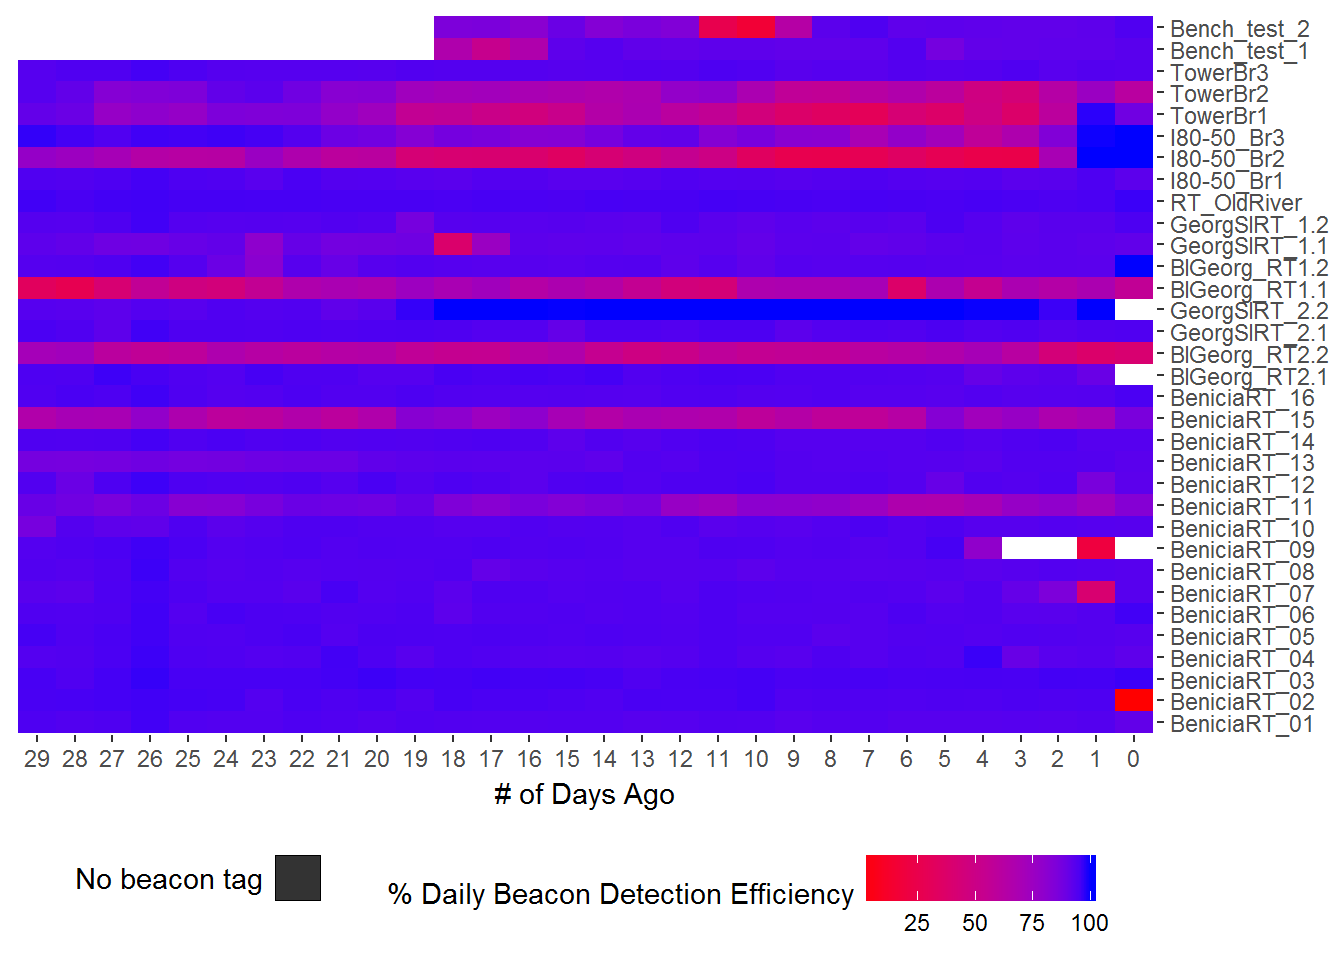 Bench_test_2
Bench_test_1
TowerBr3
TowerBr2
TowerBr1
I80-50_Br3
I80-50_Br2
I80-50_Br1
RT_OldRiver
GeorgSlRT_1.2
GeorgSlRT_1.1
BlGeorg_RT1.2
BlGeorg_RT1.1
GeorgSlRT_2.2
GeorgSlRT_2.1
BlGeorg_RT2.2
BlGeorg_RT2.1
BeniciaRT_16
BeniciaRT_15
BeniciaRT_14
BeniciaRT_13
BeniciaRT_12
BeniciaRT_11
BeniciaRT_10
BeniciaRT_09
BeniciaRT_08
BeniciaRT_07
BeniciaRT_06
BeniciaRT_05
BeniciaRT_04
BeniciaRT_03
BeniciaRT_02
BeniciaRT_01
29 28 27 26 25 24 23 22 21 20 19 18 17 16 15 14 13 12 11 10 9 8 7 6 5 4 3 2 1 0
# of Days Ago
No beacon tag
% Daily Beacon Detection Efficiency
25 50 75 100